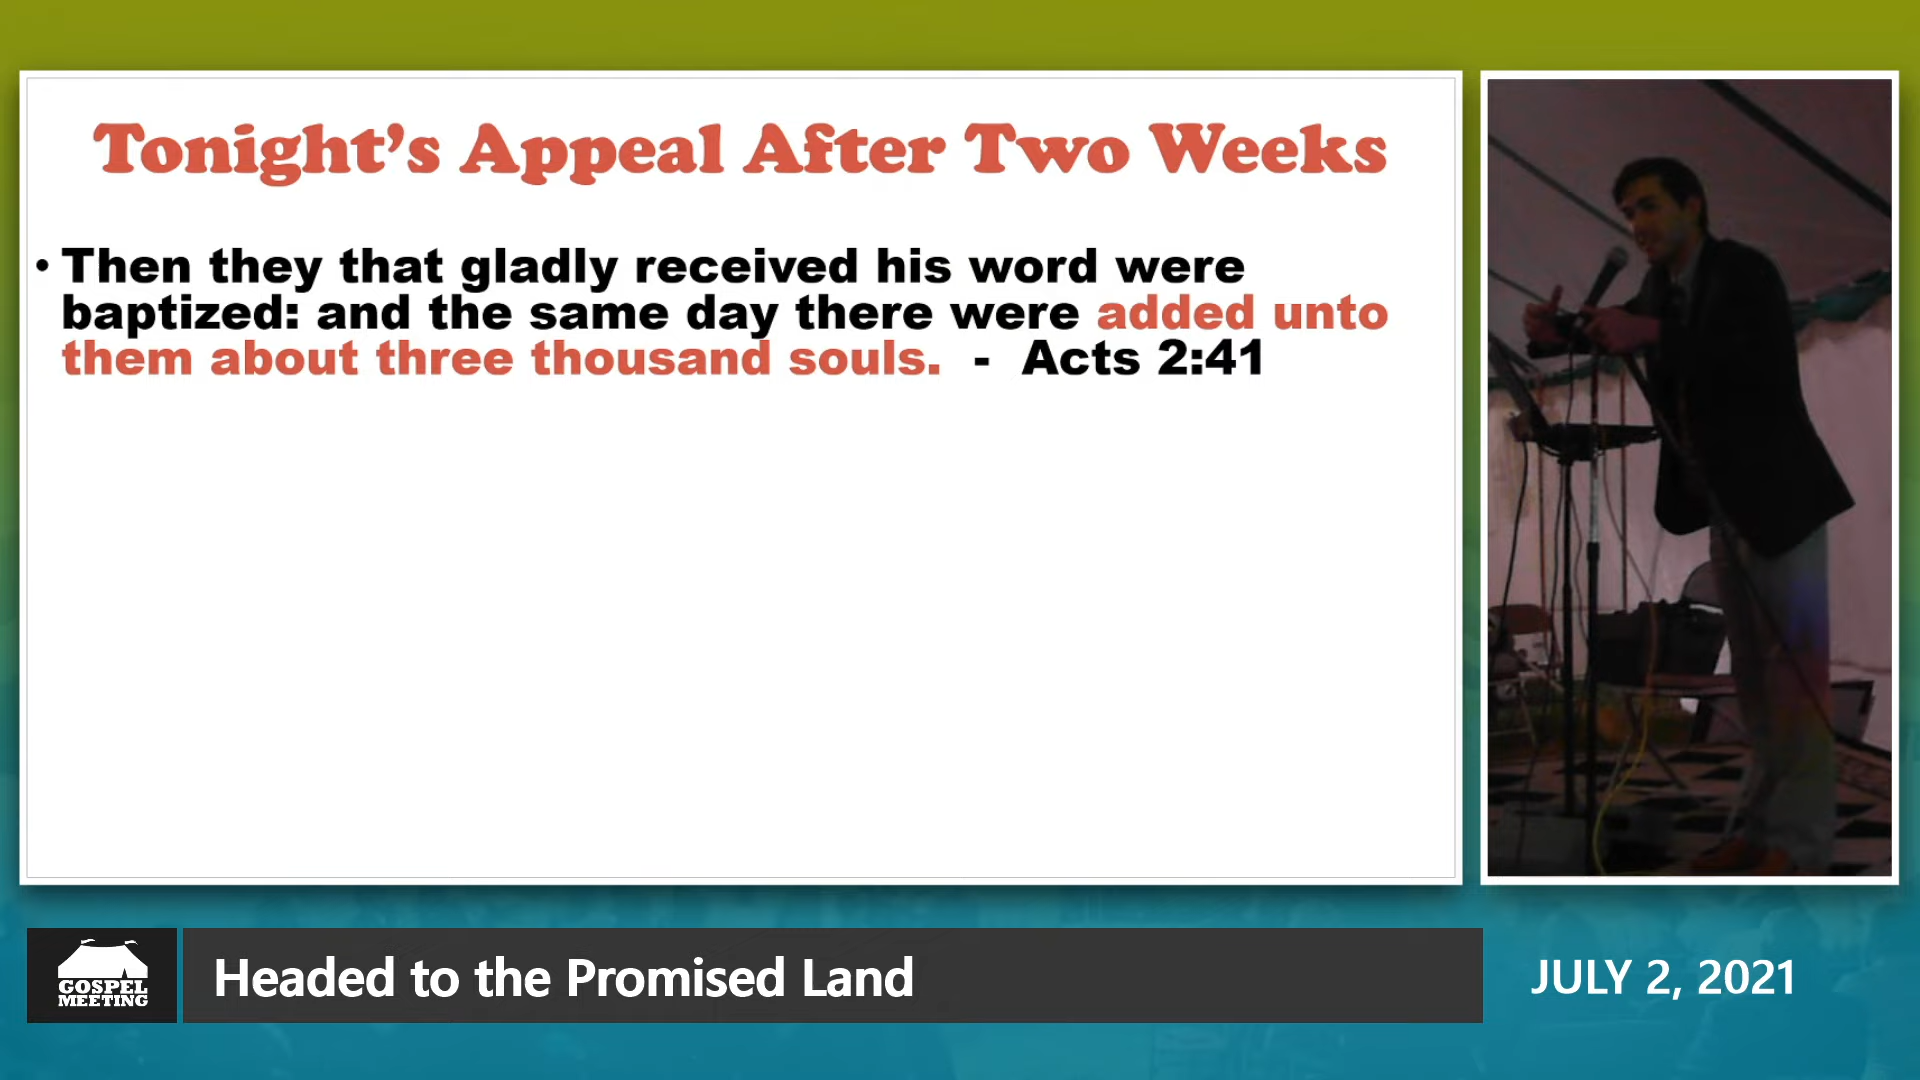 Tonight’s Appeal After Two Weeks
• Then they that gladly received his word were
baptized: and the same day there were added unto
them about three thousand souls. - Acts 2:41
GOSPEL
MEETING
Headed to the Promised Land
JULY 2, 2021